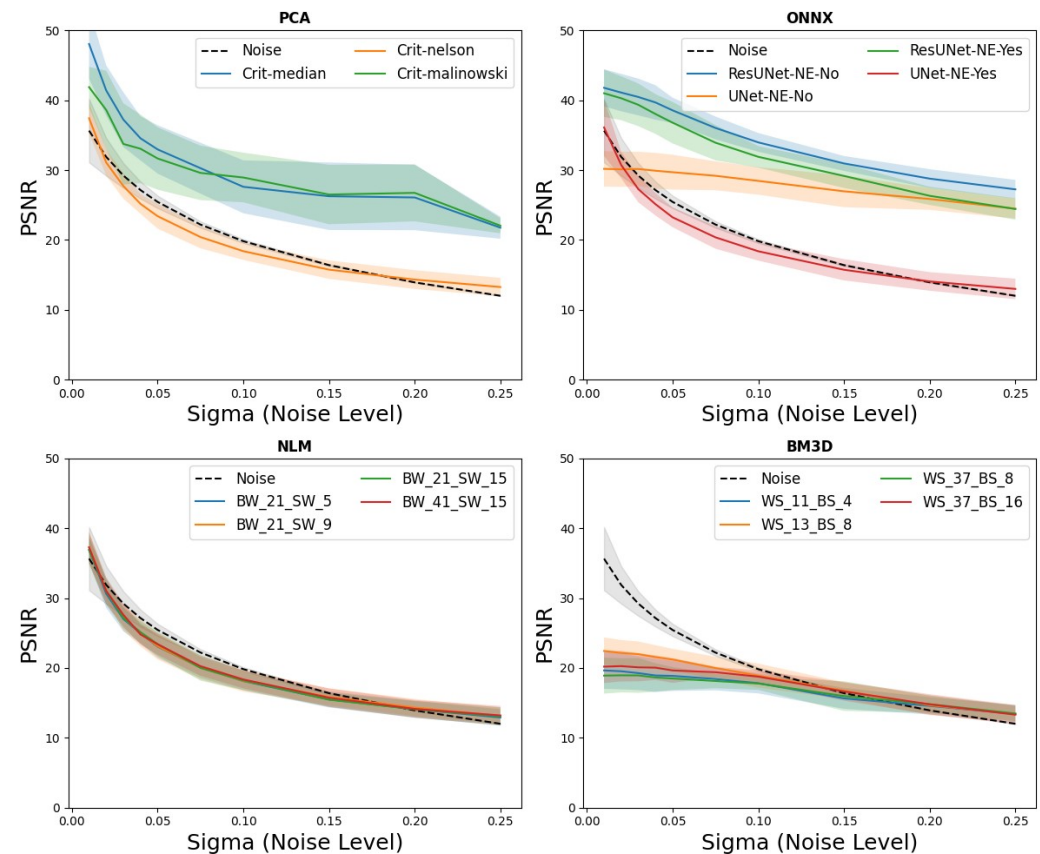 PCA
50
40
30
20
10
0
PSNR
Noise
Crit-median
Crit-nelson
Crit-malinowski
0.00 0.05 0.10 0.15 0.20 0.25
Sigma (Noise Level)
ONNX
50
40
30
20
10
0
PSNR
Noise
ResUNet-NE-No
UNet-NE-No
ResUNet-NE-Yes
UNet-NE-Yes
0.00 0.05 0.10 0.15 0.20 0.25
Sigma (Noise Level)
NLM
50
40
30
20
10
0
PSNR
Noise
BW_21_SW_5
BW_21_SW_9
BW_21_SW_15
BW_41_SW_15
0.00 0.05 0.10 0.15 0.20 0.25
Sigma (Noise Level)
BM3D
50
40
30
20
10
0
PSNR
Noise
WS_11_BS_4
WS_13_BS_8
WS_37_BS_8
WS_37_BS_16
0.00 0.05 0.10 0.15 0.20 0.25
Sigma (Noise Level)